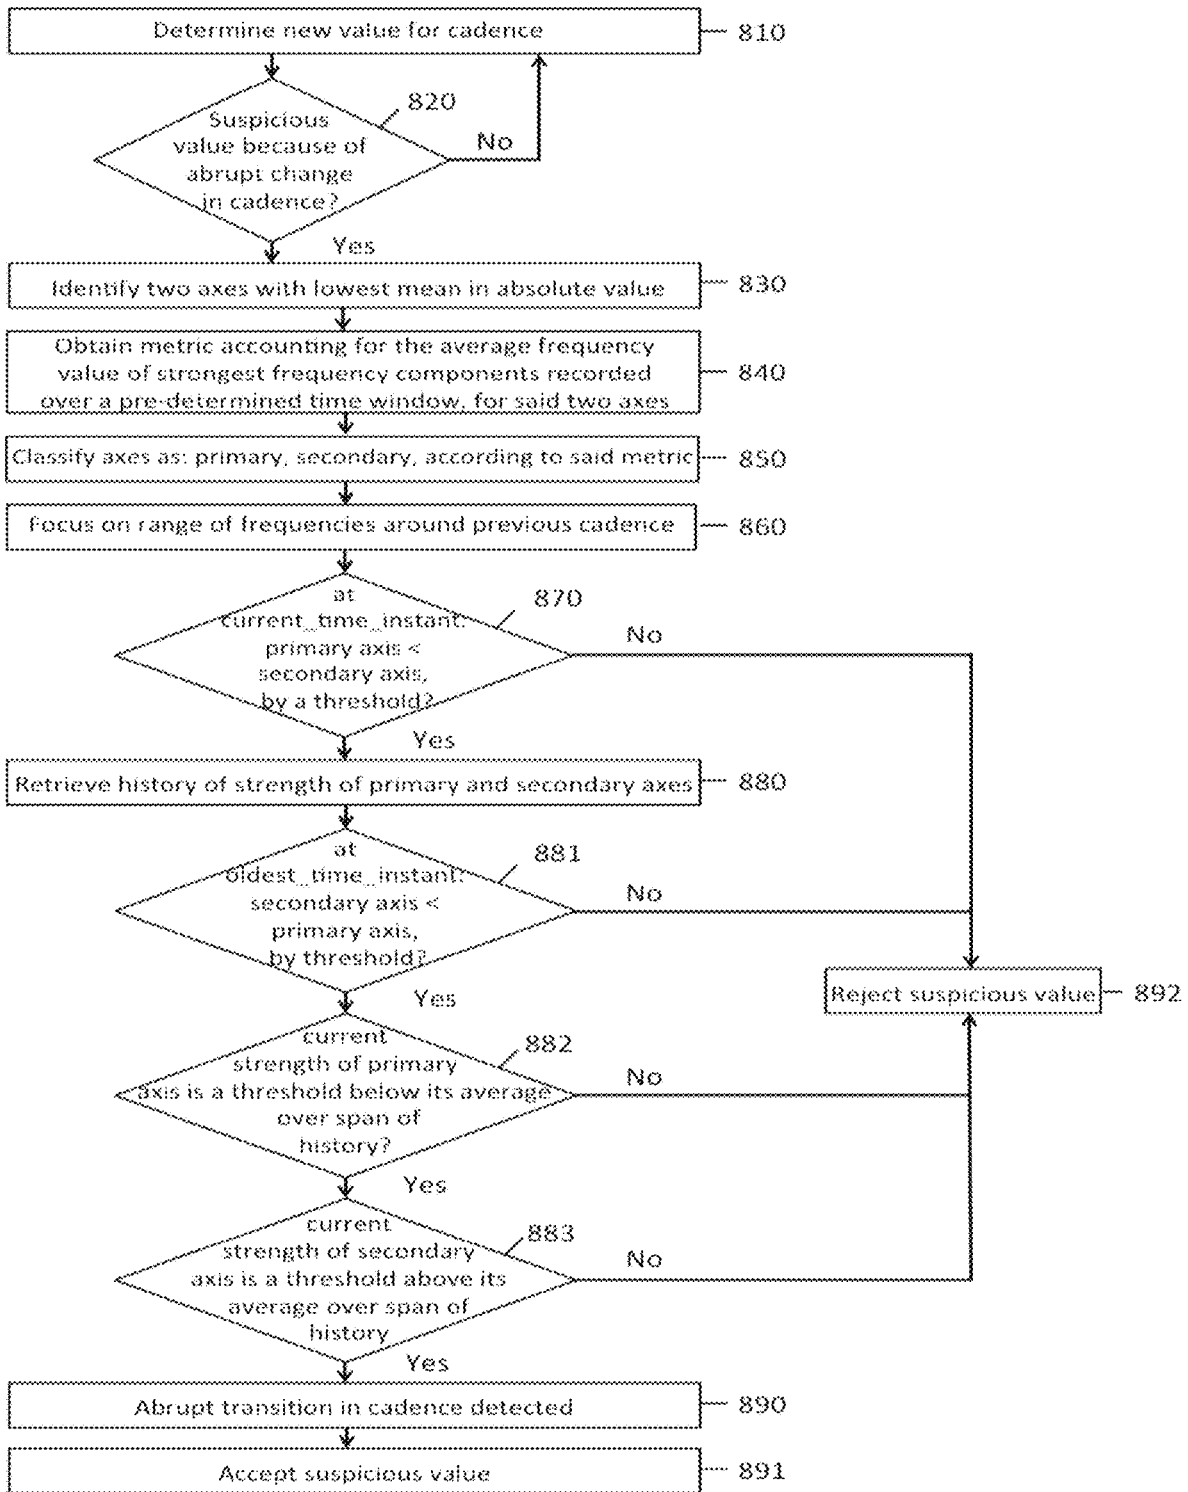 Determine new value for cadence
810
820
Suspicious
value because of
abrupt change
in cadence?
No
Yes
Identify two axes with lowest mean in absolute value
830
Obtain metric accounting for the average frequency
value of strongest frequency components recorded
over a pre-determined time window, for said two axes
840
Classify axes as: primary, secondary, according to said metric
850
Focus on range of frequencies around previous cadence
860
at
current_time_instant:
primary axis <
secondary axis,
by a threshold?
870
No
Yes
Retrieve history of strength of primary and secondary axes
880
at
oldest_time_instant:
secondary axis <
primary axis,
by threshold?
881
No
Yes
Reject suspicious value
892
current
strength of primary
axis is a threshold below its average
over span of
history?
882
No
Yes
current
strength of secondary
axis is a threshold above its
average over span of
history
883
No
Yes
Abrupt transition in cadence detected
890
Accept suspicious value
891